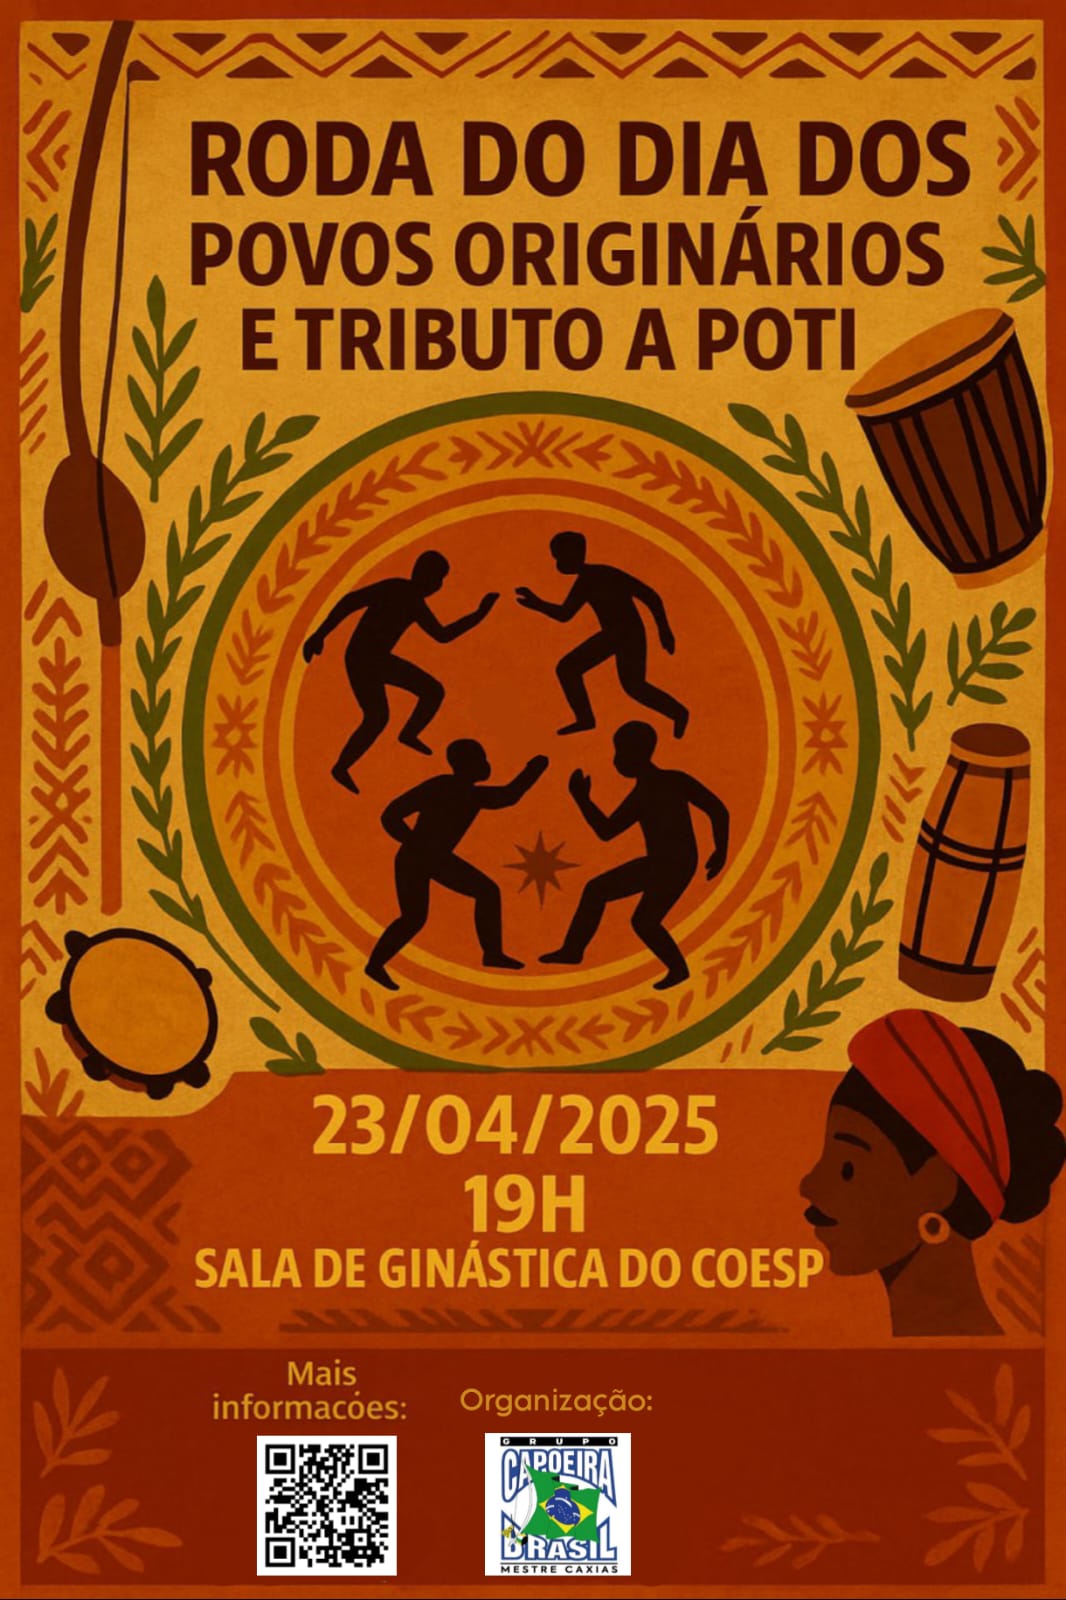 RODA DO DIA DOS
POVOS ORIGINÁRIOS
E TRIBUTO A POTI
23/04/2025
19H
SALA DE GINÁSTICA DO COESP
Mais
informacóes:
Organização:
GRUPO
CAPOEIRA
BRASIL
MESTRE CAXIAS